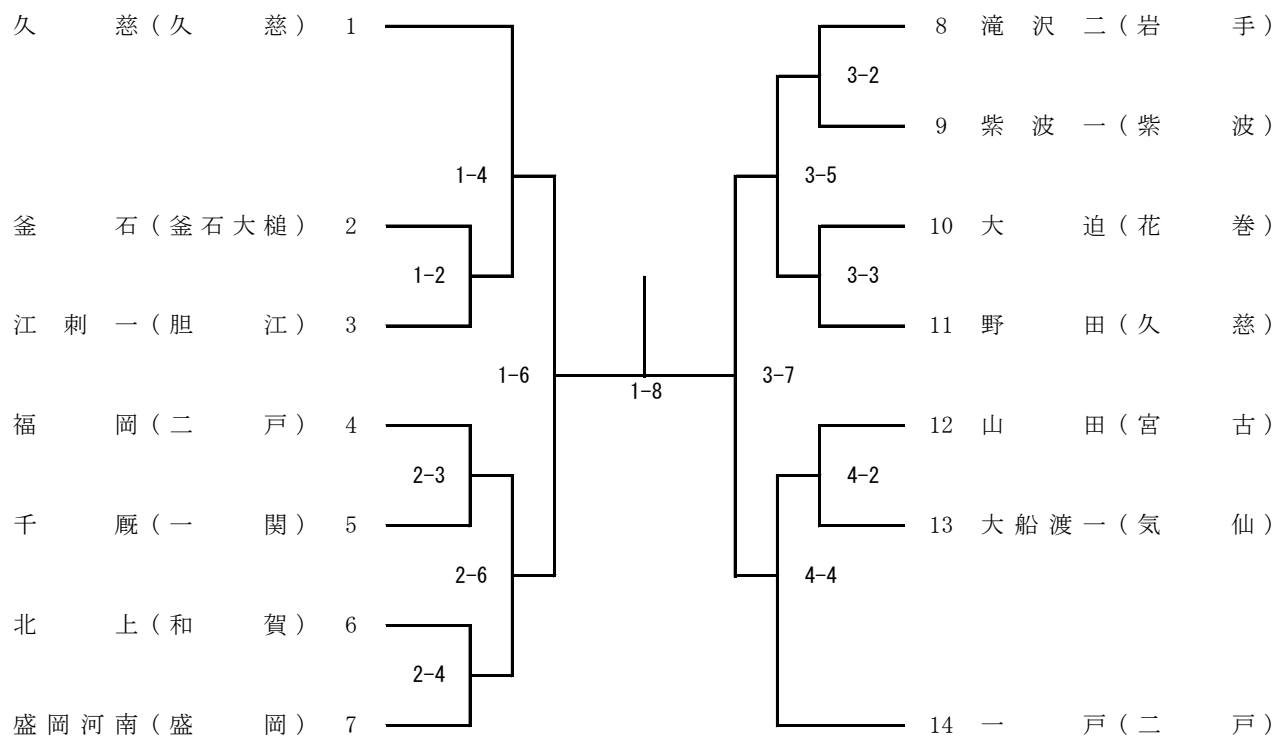 久慈(久慈) 1
1-4
釜石(釜石大槌) 2
1-2
江刺一(胆江) 3
1-6
福岡(二戸) 4
2-3
千厩(一関) 5
2-6
北上(和賀) 6
2-4
盛岡河南(盛岡) 7
1-8
8 滝沢二(岩手)
3-2
9 紫波一(紫波)
3-5
10 大迫(花巻)
3-3
11 野田(久慈)
3-7
12 山田(宮古)
4-2
13 大船渡一(気仙)
4-4
14 一戸(二戸)